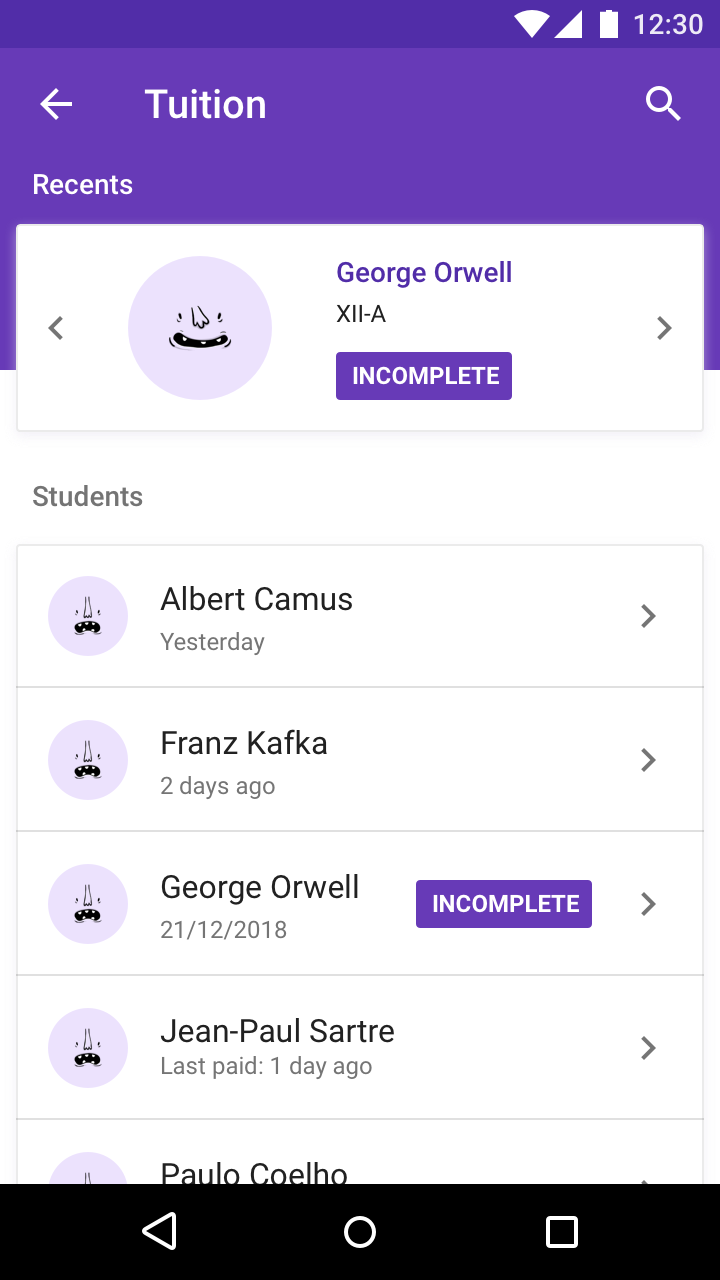 12:30
Tuition
Recents
George Orwell
XII-A
INCOMPLETE
Students
Albert Camus
Yesterday
Franz Kafka
2 days ago
George Orwell
INCOMPLETE
21/12/2018
Jean-Paul Sartre
Last paid: 1 day ago
Paulo Coelho